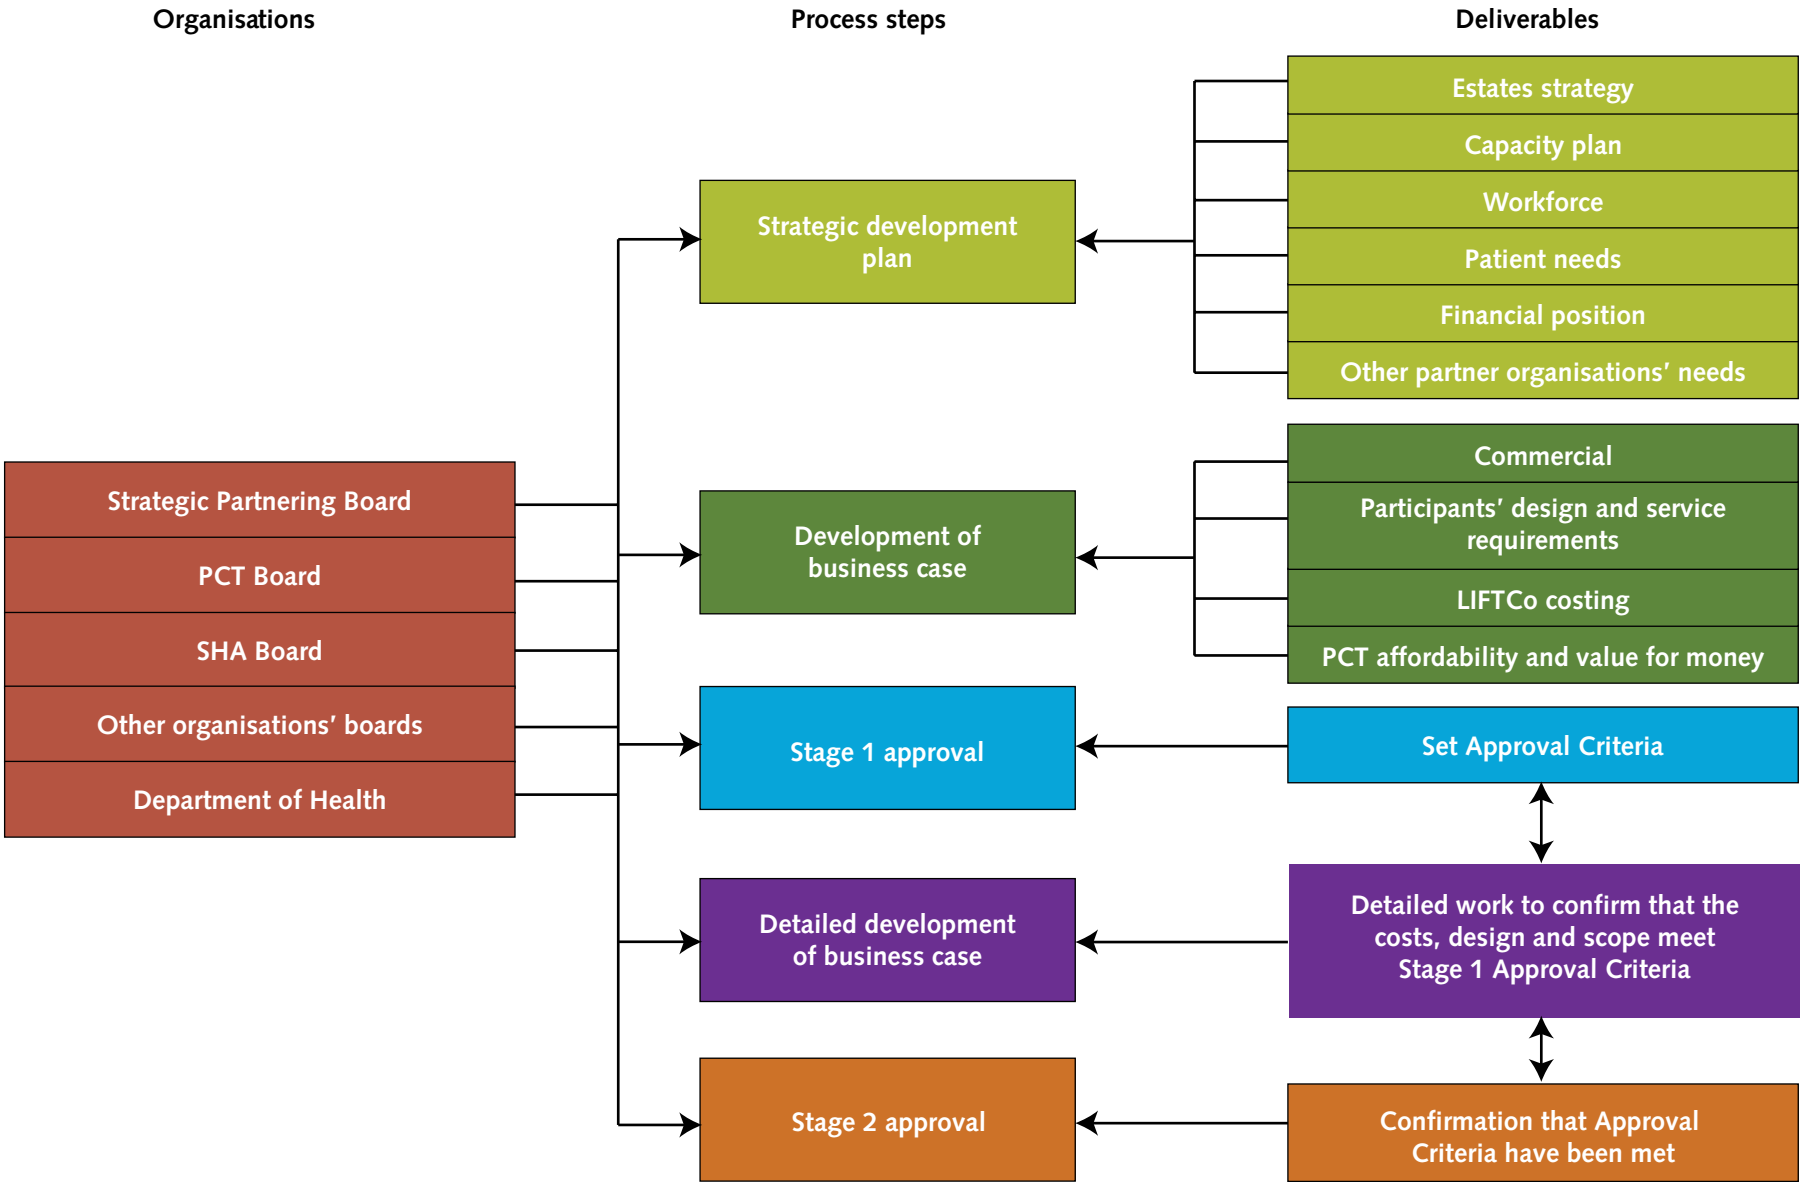 Organisations
Process steps
Deliverables
Strategic Partnering Board
PCT Board
SHA Board
Other organisations’ boards
Department of Health
Strategic development
plan
Development of
business case
Stage 1 approval
Detailed development
of business case
Stage 2 approval
Estates strategy
Capacity plan
Workforce
Patient needs
Financial position
Other partner organisations’ needs
Commercial
Participants’ design and service
requirements
LIFTCo costing
PCT affordability and value for money
Set Approval Criteria
Detailed work to confirm that the
costs, design and scope meet
Stage 1 Approval Criteria
Confirmation that Approval
Criteria have been met